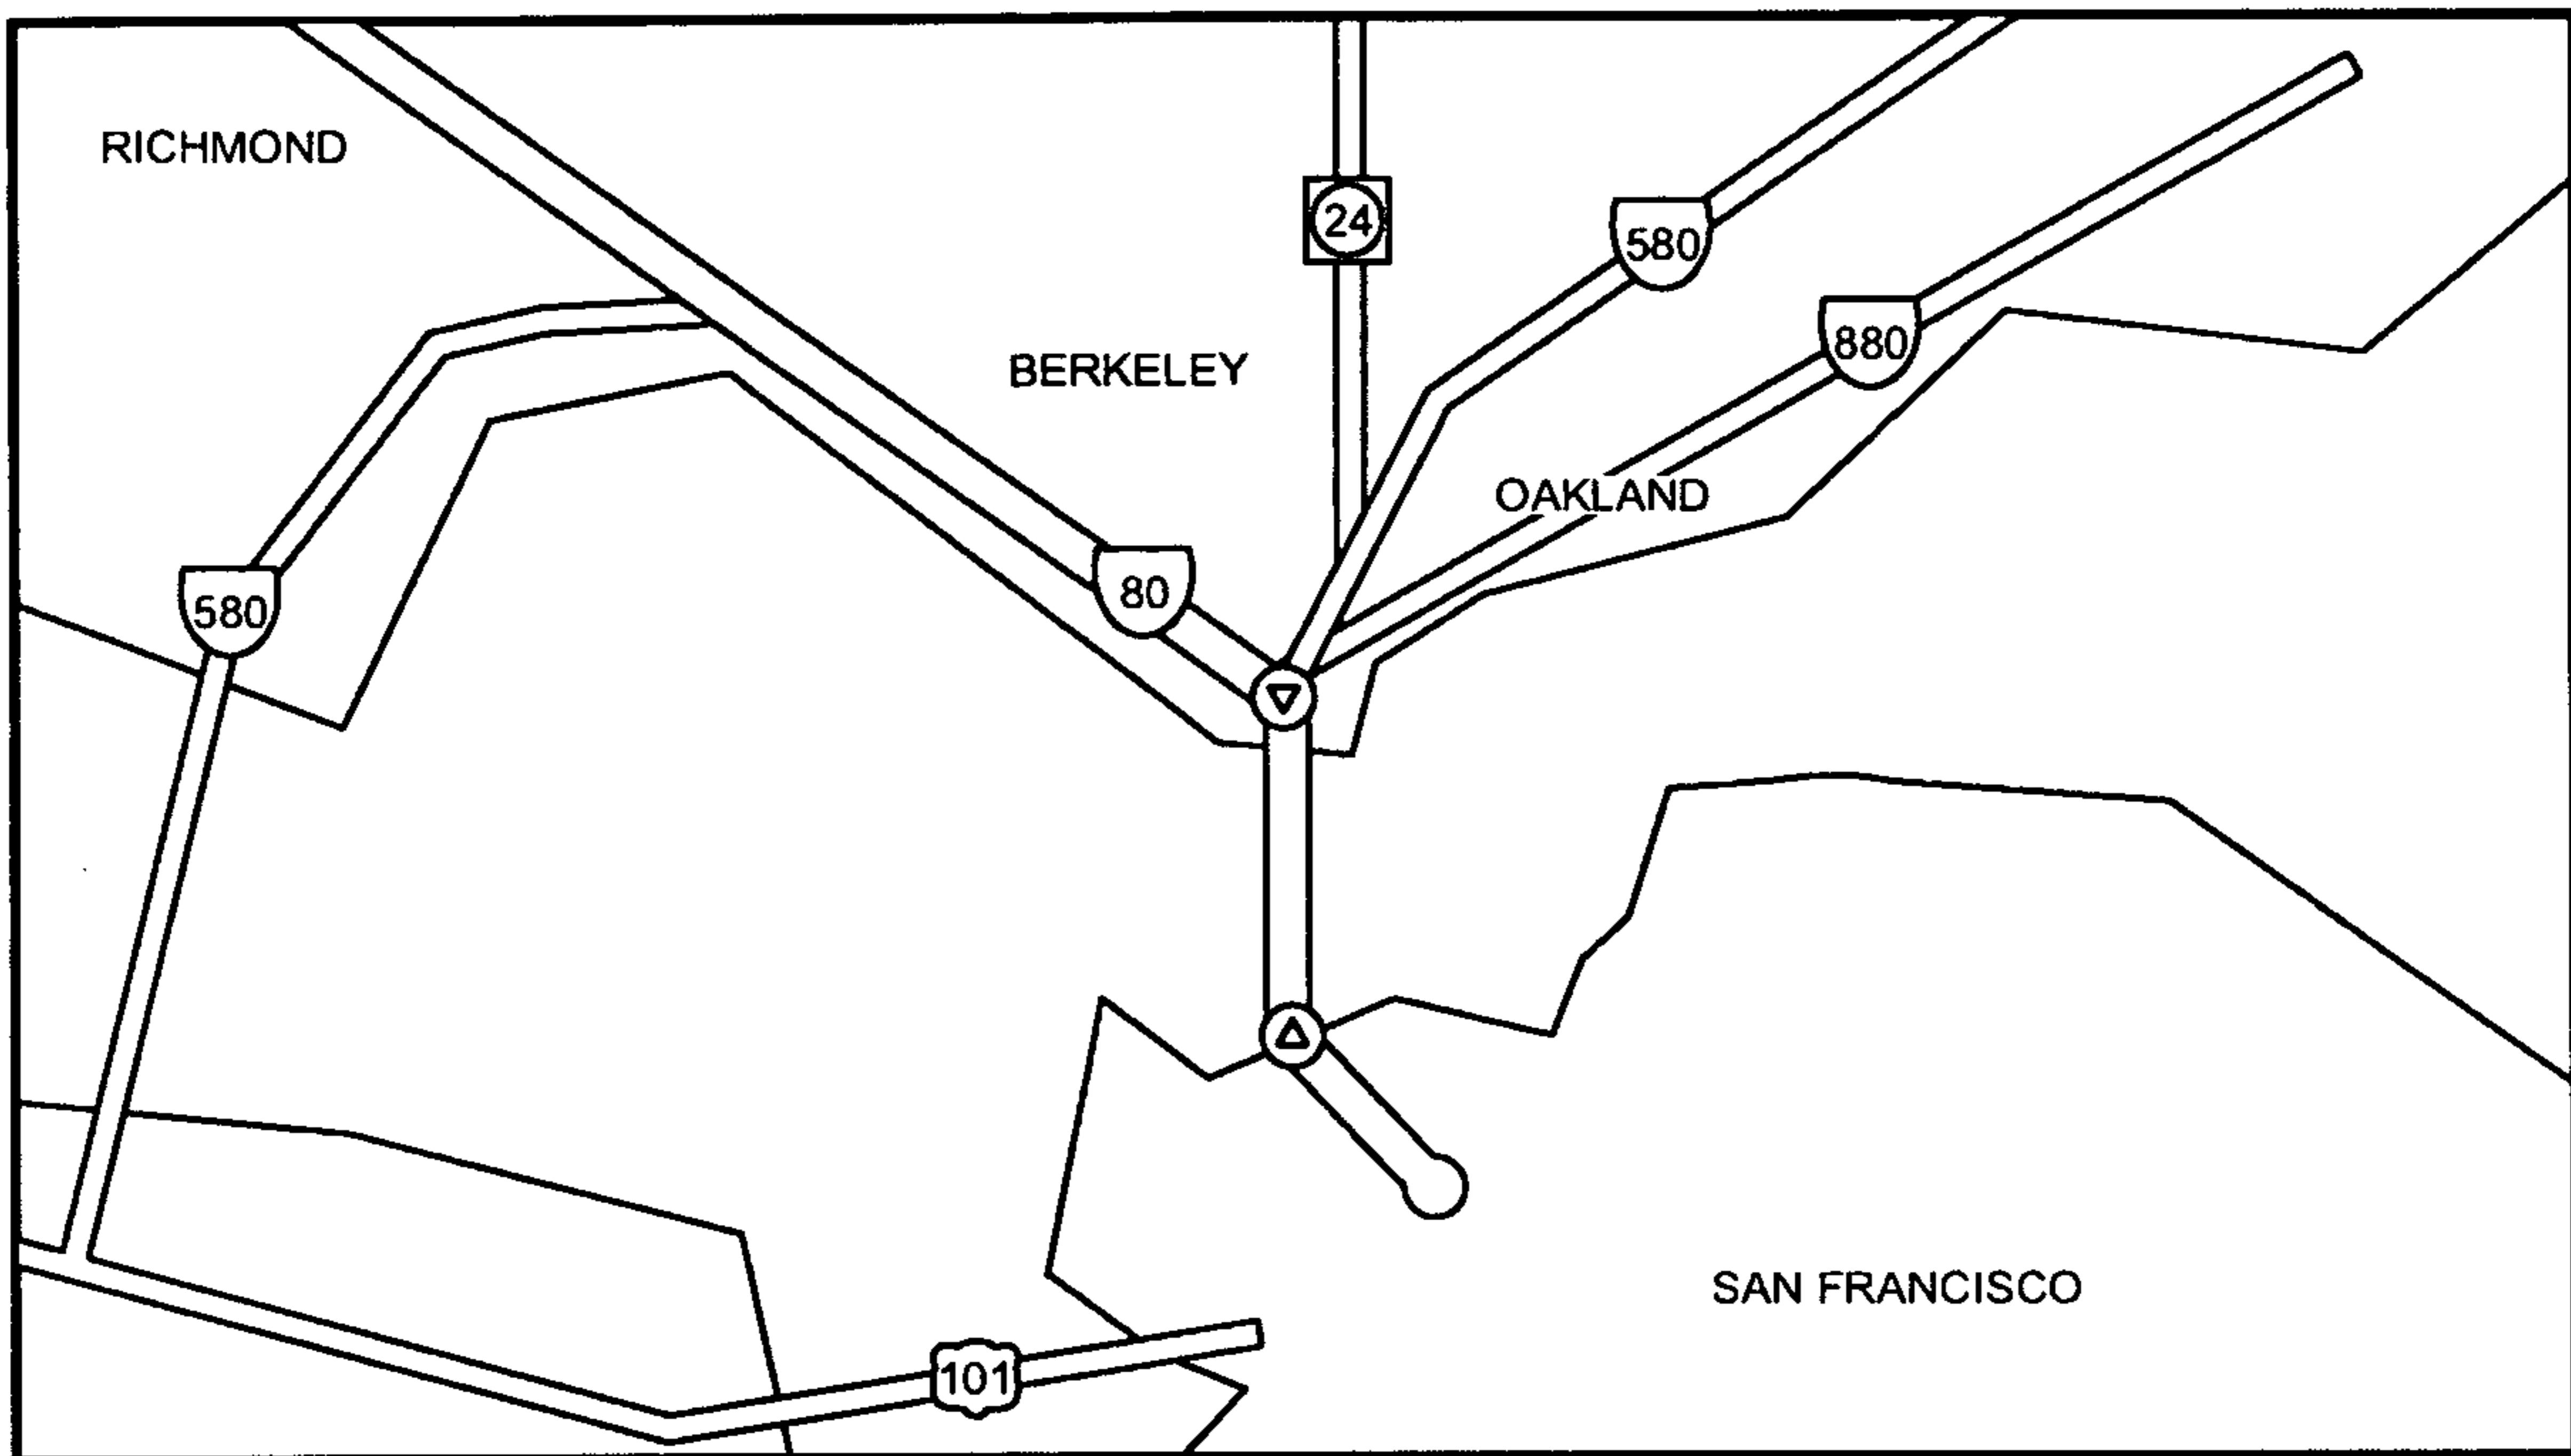 RICHMOND
24
580
880
BERKELEY
OAKLAND
80
580
SAN FRANCISCO
101